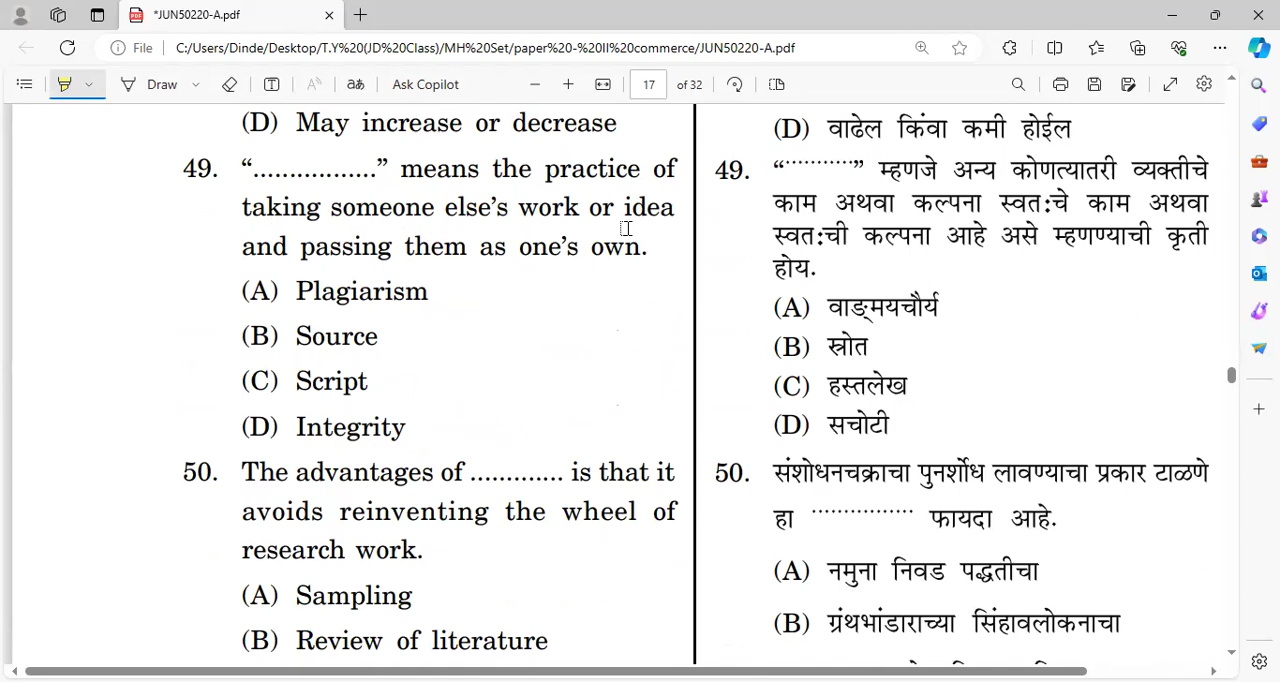 *JUN50220-A.pdf
File C:/Users/Dinde/Desktop/T.Y%20(JD%20Class)/MH%20Set/paper%20-%20II%20commerce/JUN50220-A.pdf
Draw aあ Ask Copilot 17 of 32
(D) May increase or decrease
49. “.................” means the practice of
taking someone else’s work or idea
and passing them as one’s own.
(A) Plagiarism
(B) Source
(C) Script
(D) Integrity
50. The advantages of ............. is that it
avoids reinventing the wheel of
research work.
(A) Sampling
(B) Review of literature
(D) वाढेल किंवा कमी होईल
49. “...........” म्हणजे अन्य कोणत्यातरी व्यक्तीचे
काम अथवा कल्पना स्वत:चे काम अथवा
स्वत:ची कल्पना आहे असे म्हणण्याची कृती
होय.
(A) वाङ्मयचौर्य
(B) स्रोत
(C) हस्तलेख
(D) सचोटी
50. संशोधनचक्राचा पुनर्शोध लावण्याचा प्रकार टाळणे
हा ................ फायदा आहे.
(A) नमुना निवड पद्धतीचा
(B) ग्रंथभांडाराच्या सिंहावलोकनाचा